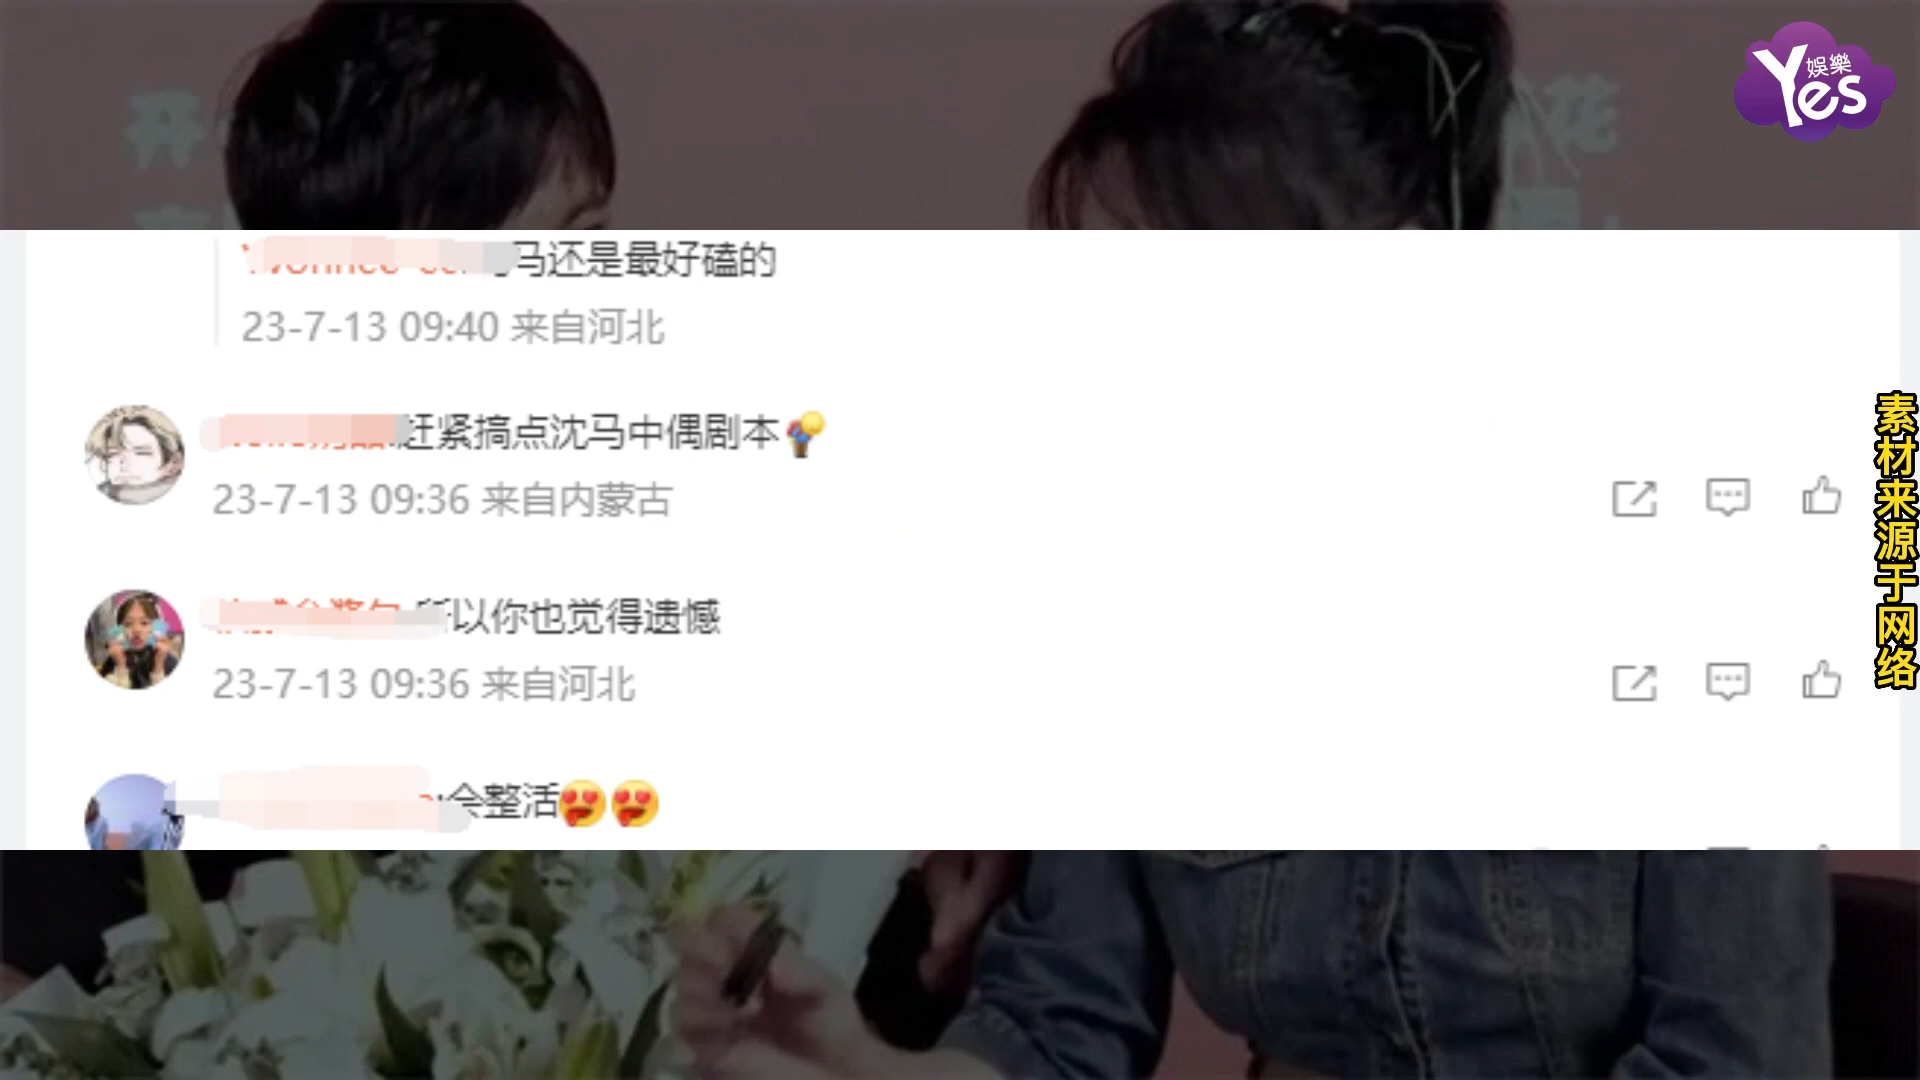 Yes
娛樂
马还是最好磕的
23-7-13 09:40 来自河北
赶紧搞点沈马中偶剧本
23-7-13 09:36 来自内蒙古
所以你也觉得遗憾
23-7-13 09:36 来自河北
会整活
素材来源于网络